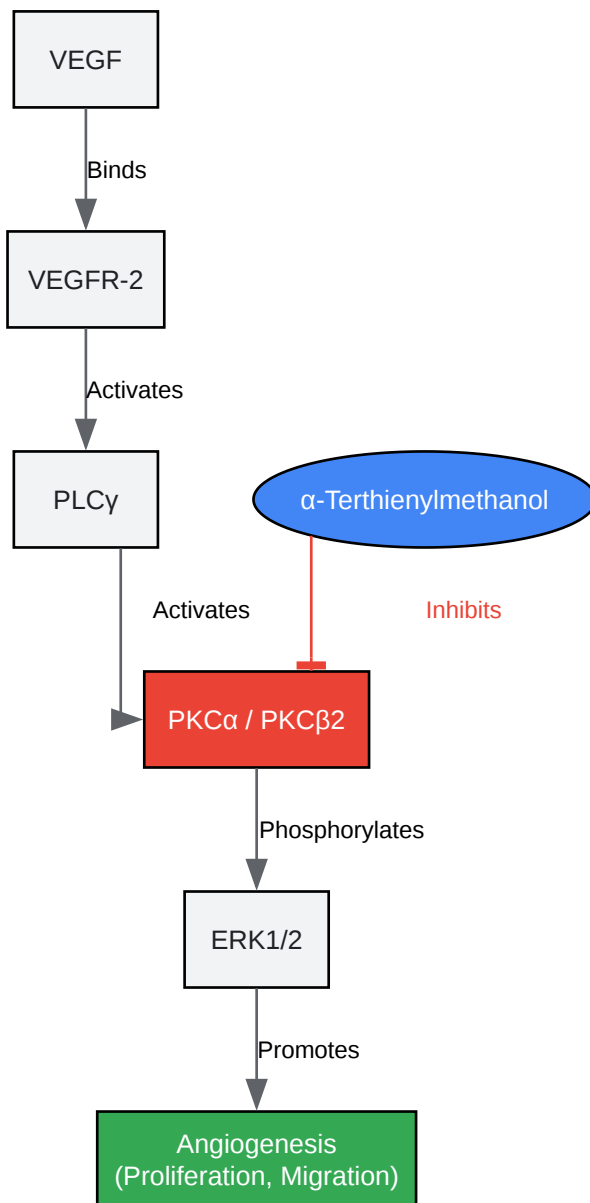 VEGF
Binds
VEGFR-2
Activates
PLCγ
α-Terthienylmethanol
Activates
Inhibits
PKCα / PKCβ2
Phosphorylates
ERK1/2
Promotes
Angiogenesis
(Proliferation, Migration)